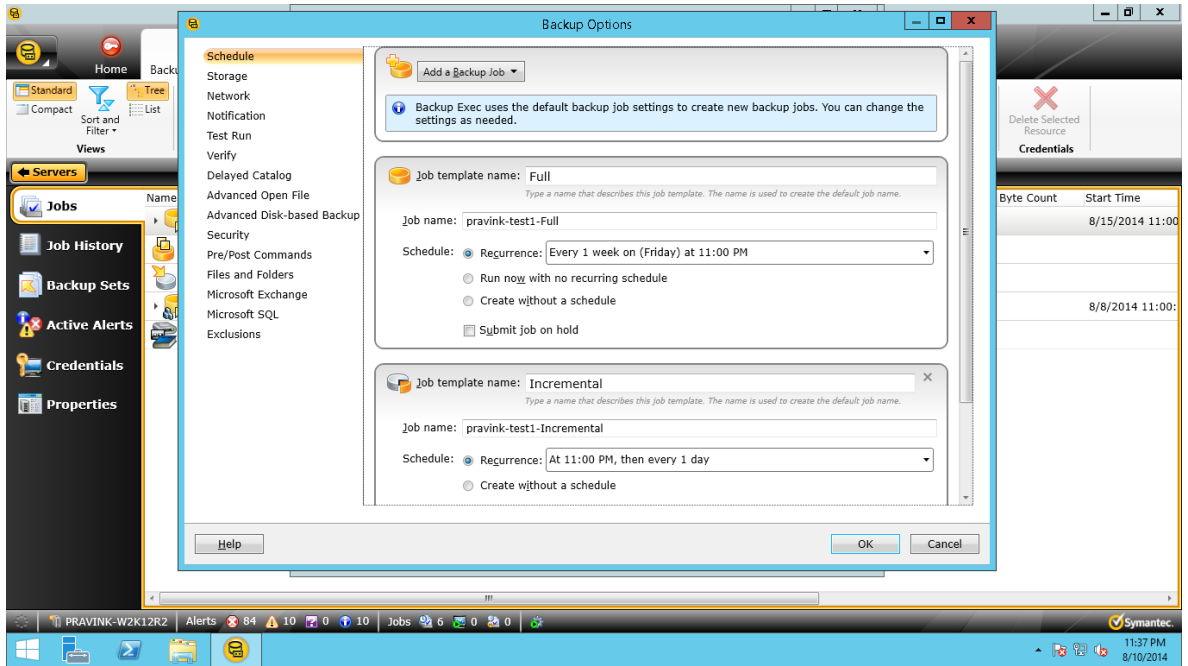 Backup Options
Home
Backu
Standard
Compact
Sort and
Filter
Tree
List
Views
Delete Selected
Resource
Credentials
Servers
Jobs
Job History
Backup Sets
Active Alerts
Credentials
Properties
Name
Byte Count Start Time
8/15/2014 11:00
8/8/2014 11:00:
Schedule
Storage
Network
Notification
Test Run
Verify
Delayed Catalog
Advanced Open File
Advanced Disk-based Backup
Security
Pre/Post Commands
Files and Folders
Microsoft Exchange
Microsoft SQL
Exclusions
Add a Backup Job
Backup Exec uses the default backup job settings to create new backup jobs. You can change the
settings as needed.
Job template name: Full
Type a name that describes this job template. The name is used to create the default job name.
Job name: pravink-test1-Full
Schedule: Recurrence: Every 1 week on (Friday) at 11:00 PM
Run now with no recurring schedule
Create without a schedule
Submit job on hold
Job template name: Incremental
Type a name that describes this job template. The name is used to create the default job name.
Job name: pravink-test1-Incremental
Schedule: Recurrence: At 11:00 PM, then every 1 day
Create without a schedule
Help
OK
Cancel
PRAVINK-W2K12R2 Alerts 84 10 0 10 Jobs 6 0 0
Symantec.
11:37 PM
8/10/2014